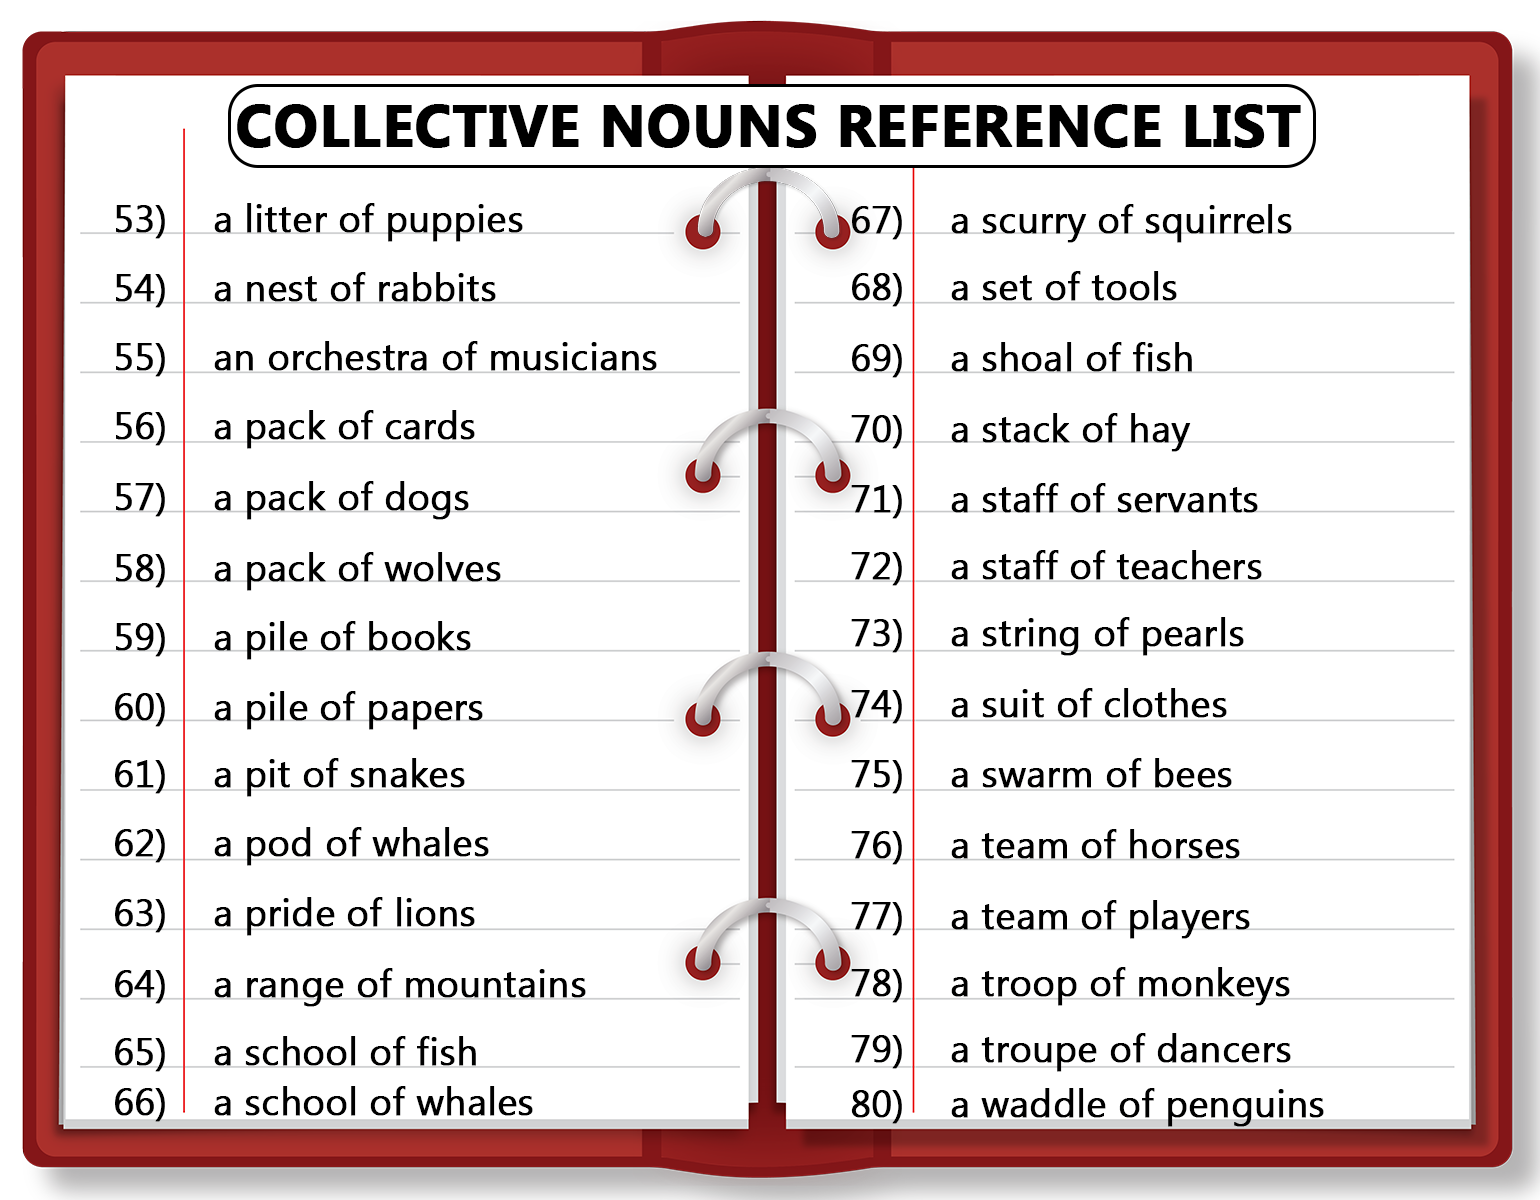 COLLECTIVE NOUNS REFERENCE LIST
53) a litter of puppies
54) a nest of rabbits
55) an orchestra of musicians
56) a pack of cards
57) a pack of dogs
58) a pack of wolves
59) a pile of books
60) a pile of papers
61) a pit of snakes
62) a pod of whales
63) a pride of lions
64) a range of mountains
65) a school of fish
66) a school of whales
67) a scurry of squirrels
68) a set of tools
69) a shoal of fish
70) a stack of hay
71) a staff of servants
72) a staff of teachers
73) a string of pearls
74) a suit of clothes
75) a swarm of bees
76) a team of horses
77) a team of players
78) a troop of monkeys
79) a troupe of dancers
80) a waddle of penguins